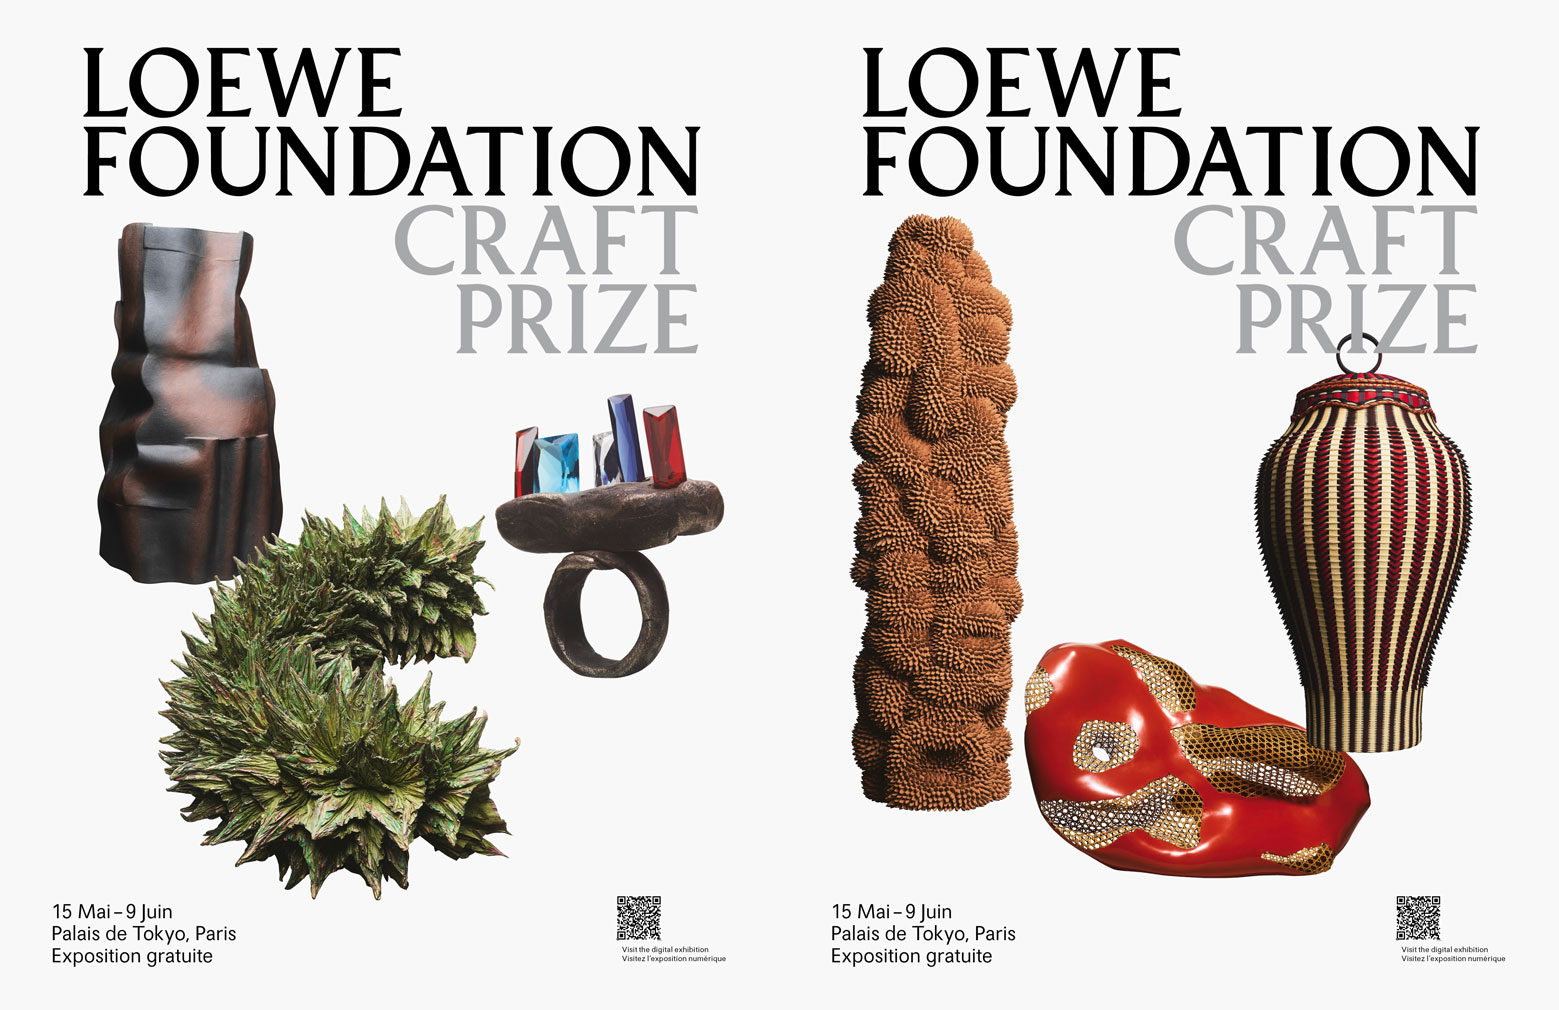 LOEWE
FOUNDATION
CRAFT
PRIZE
15 Mai – 9 Juin
Palais de Tokyo, Paris
Exposition gratuite
Visit the digital exhibition
Visitez l'exposition numérique
LOEWE
FOUNDATION
CRAFT
PRIZE
15 Mai – 9 Juin
Palais de Tokyo, Paris
Exposition gratuite
Visit the digital exhibition
Visitez l'exposition numérique